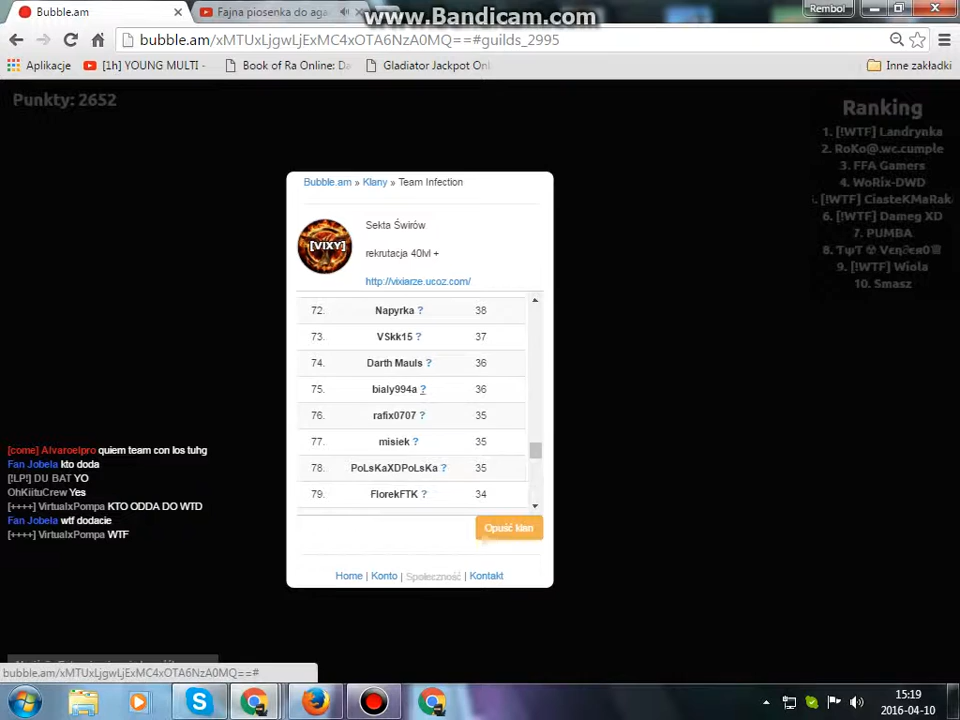 www.Bandicam.com
Bubble.am
Fajna piosenka do aga
Rembol
bubble.am/xMTUxLjgwLjExMC4xOTA6NzA0MQ==#guilds_2995
Aplikacje
[1h] YOUNG MULTI -
Book of Ra Online: Da
Gladiator Jackpot Onl
Inne zakładki
Punkty: 2652
Ranking
1. [!WTF] Landrynka
2. RoKo@.wc.cumple
3. FFA Gamers
4. WoRix-DWD
. [!WTF] CiasteKMaRak
6. [!WTF] Dameg XD
7. PUMBA
9. [!WTF] Wiola
10. Smasz
Bubble.am » Klany » Team Infection
[VIXY]
Sekta Świrów
rekrutacja 40lvl +
http://vixiarze.ucoz.com/
72. Napyrka ? 38
73. VSkk15 ? 37
74. Darth Mauls ? 36
75. bialy994a ? 36
76. rafix0707 ? 35
77. misiek ? 35
78. PoLsKaXDPoLsKa ? 35
79. FlorekFTK ? 34
Opuść klan
Home | Konto | Społeczność | Kontakt
[come] Alvaroelpro quiem team con los tuhg
Fan Jobela kto doda
[!LP!] DU BAT YO
OhKiituCrew Yes
[++++] VirtualxPompa KTO ODDA DO WTD
Fan Jobela wtf dodacie
[++++] VirtualxPompa WTF
bubble.am/xMTUxLjgwLjExMC4xOTA6NzA0MQ==#
15:19
2016-04-10